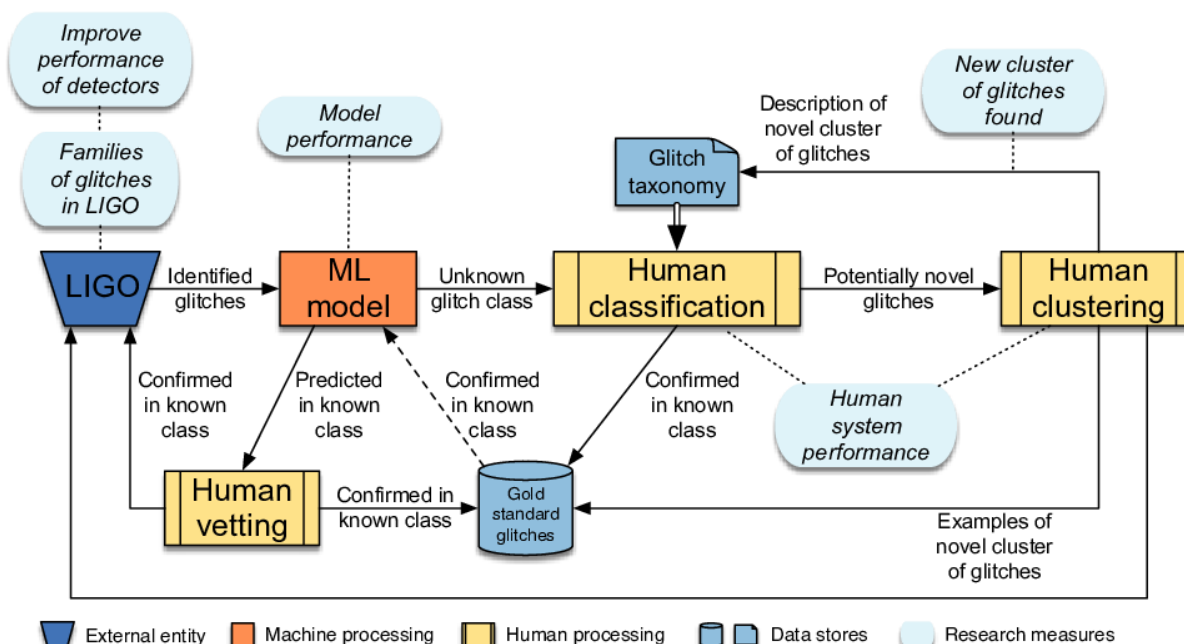 Improve
performance
of detectors
Families
of glitches
in LIGO
Model
performance
Description of
novel cluster
of glitches
New cluster
of glitches
found
Glitch
taxonomy
LIGO
Identified
glitches
ML
model
Unknown
glitch class
Human
classification
Potentially novel
glitches
Human
clustering
Confirmed
in known
class
Predicted
in known
class
Confirmed
in known
class
Confirmed
in known
class
Human
system
performance
Human
vetting
Confirmed in
known class
Gold
standard
glitches
Examples of
novel cluster
of glitches
External entity
Machine processing
Human processing
Data stores
Research measures